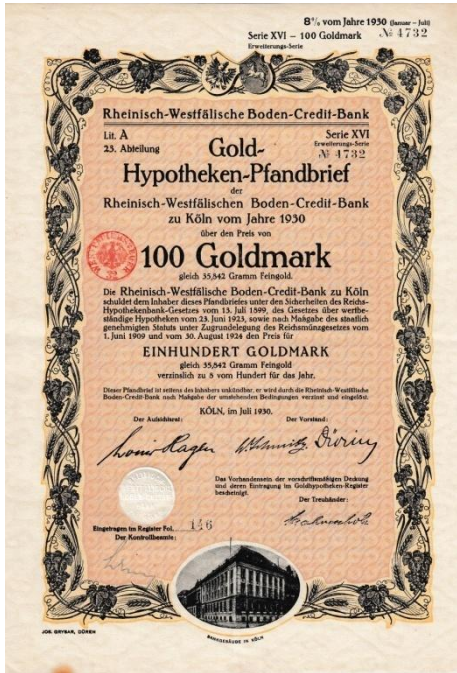 8% vom Jahre 1930 (Januar – Juli)
Serie XVI – 100 Goldmark № 4732
Erweiterungs-Serie
Rheinisch-Westfälische Boden-Credit-Bank
Lit. A Serie XVI
Erweiterungs-Serie
25. Abteilung № 4732
Gold-
Hypotheken-Pfandbrief
der
Rheinisch-Westfälischen Boden-Credit-Bank
zu Köln vom Jahre 1930
über den Preis von
100 Goldmark
gleich 35,842 Gramm Feingold.
Die Rheinisch-Westfälische Boden-Credit-Bank zu Köln
schuldet dem Inhaber dieses Pfandbriefes unter den Sicherheiten des Reichs-
Hypothekenbank-Gesetzes vom 13. Juli 1899, des Gesetzes über wertbe-
ständige Hypotheken vom 23. Juni 1923, sowie nach Maßgabe des staatlich
genehmigten Statuts unter Zugrundelegung des Reichsmünzgesetzes vom
1. Juni 1909 und vom 30. August 1924 den Preis für
EINHUNDERT GOLDMARK
gleich 35,842 Gramm Feingold
verzinslich zu 8 vom Hundert für das Jahr.
Dieser Pfandbrief ist seitens des Inhabers unkündbar, er wird durch die Rheinisch-Westfälische
Boden-Credit-Bank nach Maßgabe der umstehenden Bedingungen verzinst und eingelöst.
KÖLN, im Juli 1930.
Der Aufsichtsrat: Der Vorstand:
Louis Hagen W. Schmitz
Das Vorhandensein der vorschriftsmäßigen Deckung
und deren Eintragung im Goldhypotheken-Register
bescheinigt.
Der Treuhänder:
Eingetragen im Register Fol. 146
Der Kontrollbeamte:
BANKGEBÄUDE IN KÖLN
JOS. GRYSAR, DÜREN